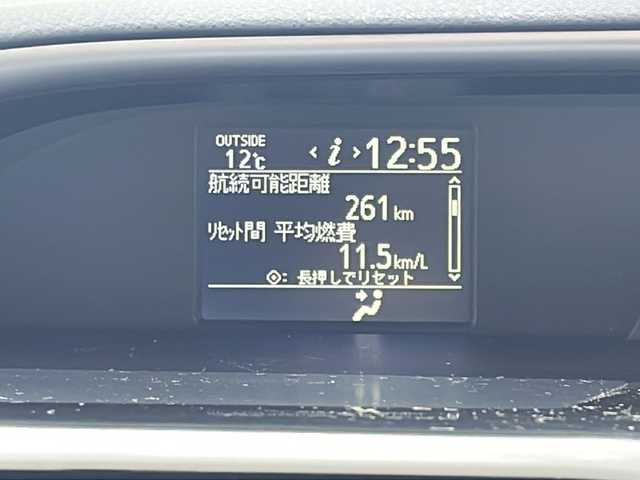 OUTSIDE
12℃ <i> 12:55
航続可能距離
261 km
リセット間 平均燃費
11.5 km/L
◎: 長押しでリセット